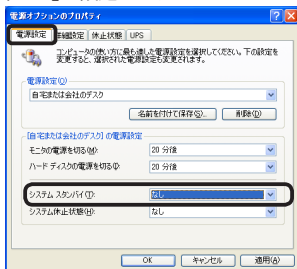 電源オプションのプロパティ
電源設定 詳細設定 休止状態 UPS
コンピュータの使い方に最も適した電源設定を選択してください。下の設定を
変更すると、選択された電源設定も変更されます。
電源設定(O)
自宅または会社のデスク
名前を付けて保存(S)... 削除(D)
[自宅または会社のデスク] の電源設定
モニタの電源を切る(M): 20 分後
ハード ディスクの電源を切る(I): 20 分後
システム スタンバイ(T): なし
システム休止状態(H): なし
OK キャンセル 適用(A)